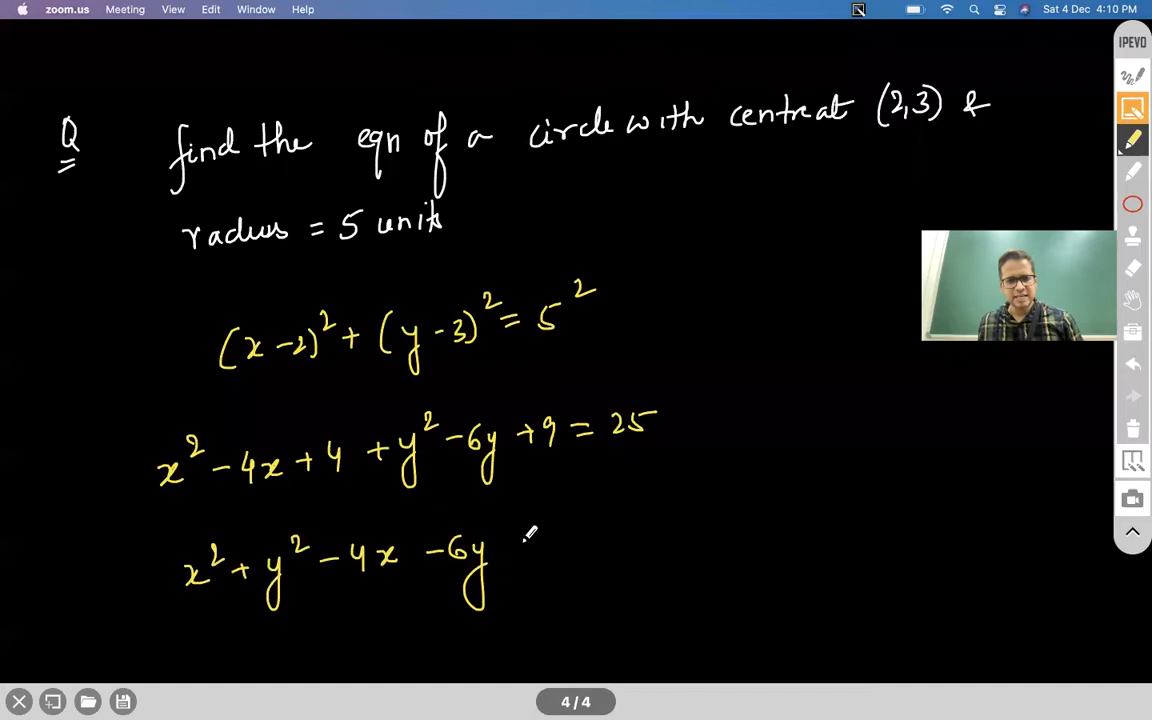 zoom.us Meeting View Edit Window Help Sat 4 Dec 4:10 PM
IPEVO
Q find the eqn of a circle with centre at (2,3) &
radius = 5 units
(x-2)² + (y-3)² = 5²
x² - 4x + 4 + y² - 6y + 9 = 25
x² + y² - 4x - 6y
4/4